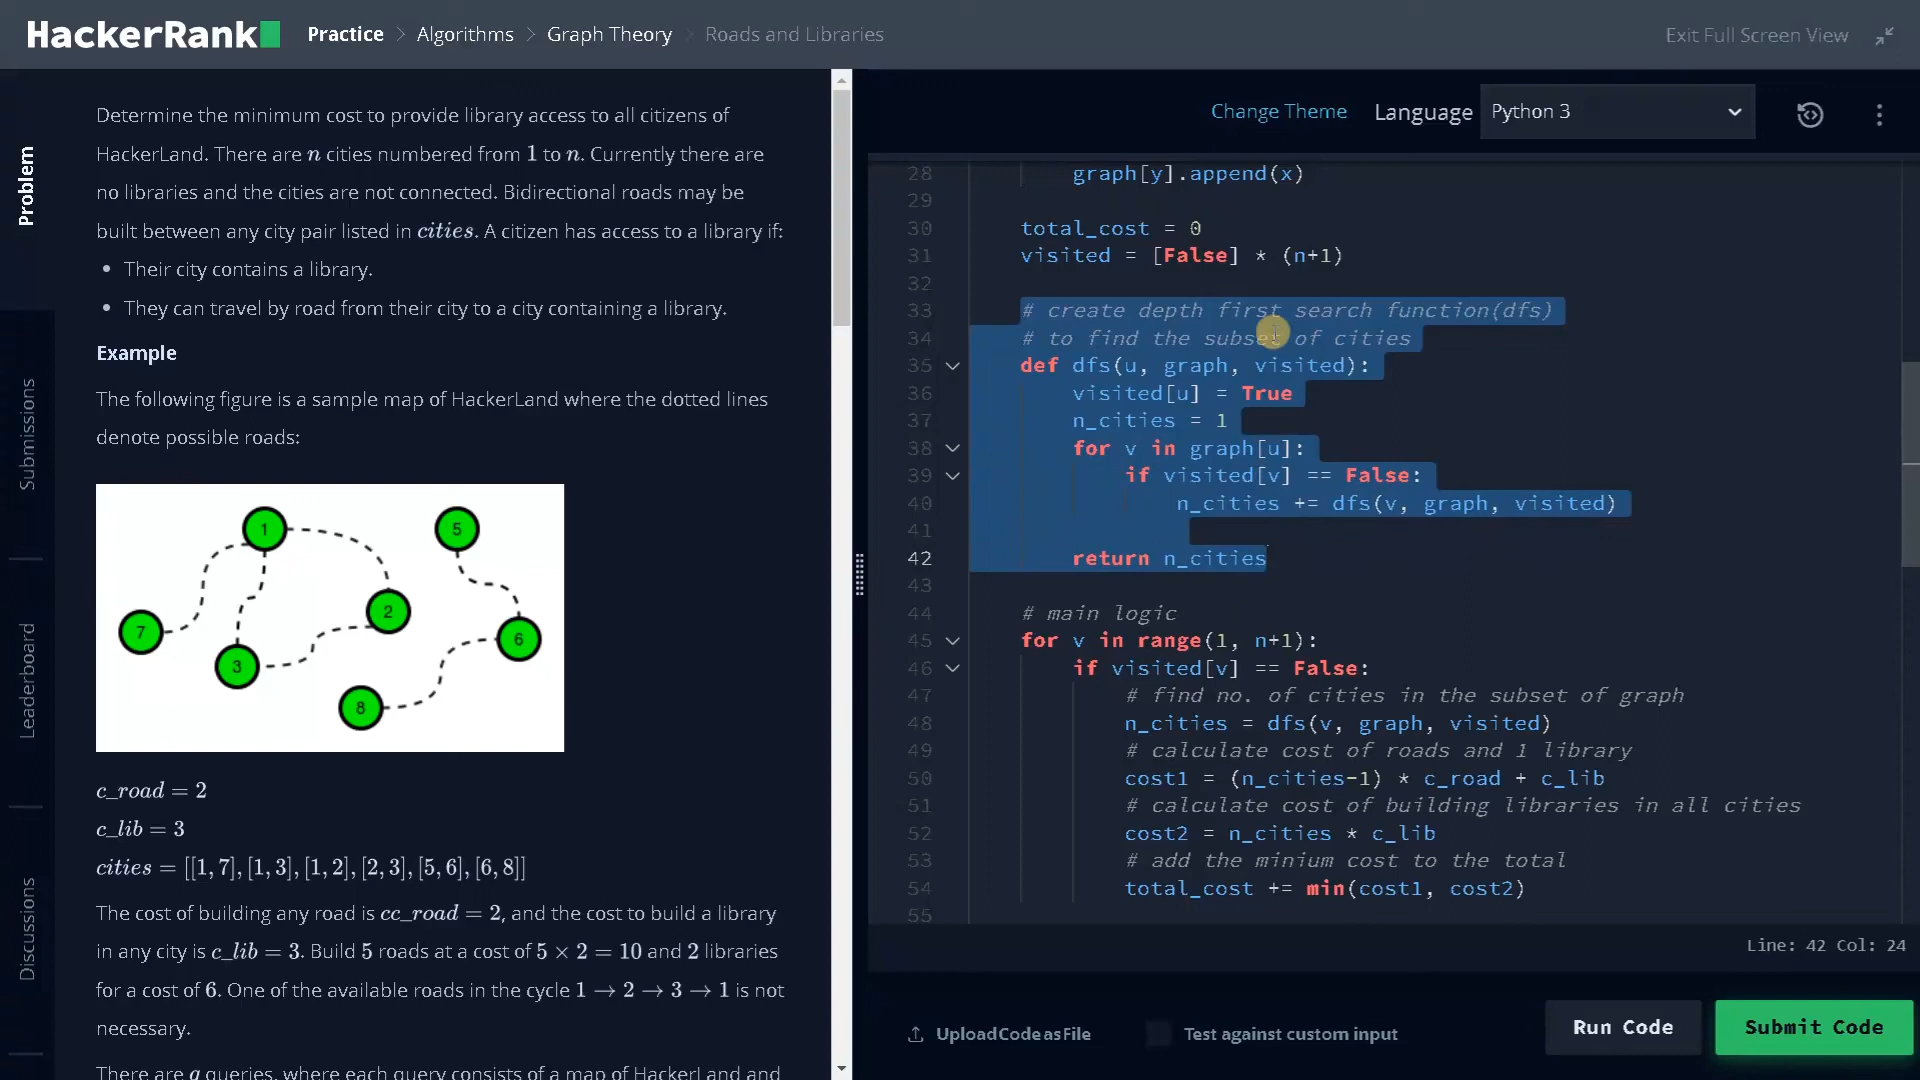 HackerRank
Practice > Algorithms > Graph Theory > Roads and Libraries
Exit Full Screen View
Problem
Submissions
Leaderboard
Discussions
Determine the minimum cost to provide library access to all citizens of
HackerLand. There are n cities numbered from 1 to n. Currently there are
no libraries and the cities are not connected. Bidirectional roads may be
built between any city pair listed in cities. A citizen has access to a library if:
• Their city contains a library.
• They can travel by road from their city to a city containing a library.
Example
The following figure is a sample map of HackerLand where the dotted lines
denote possible roads:
1
5
2
7
6
3
8
c_road = 2
c_lib = 3
cities = [[1, 7], [1, 3], [1, 2], [2, 3], [5, 6], [6, 8]]
The cost of building any road is cc_road = 2, and the cost to build a library
in any city is c_lib = 3. Build 5 roads at a cost of 5 × 2 = 10 and 2 libraries
for a cost of 6. One of the available roads in the cycle 1 → 2 → 3 → 1 is not
necessary.
There are q queries, where each query consists of a map of HackerLand and
Change Theme
Language
Python 3
28 graph[y].append(x)
29
30 total_cost = 0
31 visited = [False] * (n+1)
32
33 # create depth first search function(dfs)
34 # to find the subset of cities
35 def dfs(u, graph, visited):
36 visited[u] = True
37 n_cities = 1
38 for v in graph[u]:
39 if visited[v] == False:
40 n_cities += dfs(v, graph, visited)
41
42 return n_cities
43
44 # main logic
45 for v in range(1, n+1):
46 if visited[v] == False:
47 # find no. of cities in the subset of graph
48 n_cities = dfs(v, graph, visited)
49 # calculate cost of roads and 1 library
50 cost1 = (n_cities-1) * c_road + c_lib
51 # calculate cost of building libraries in all cities
52 cost2 = n_cities * c_lib
53 # add the minium cost to the total
54 total_cost += min(cost1, cost2)
55
Line: 42 Col: 24
Upload Code as File
Test against custom input
Run Code
Submit Code